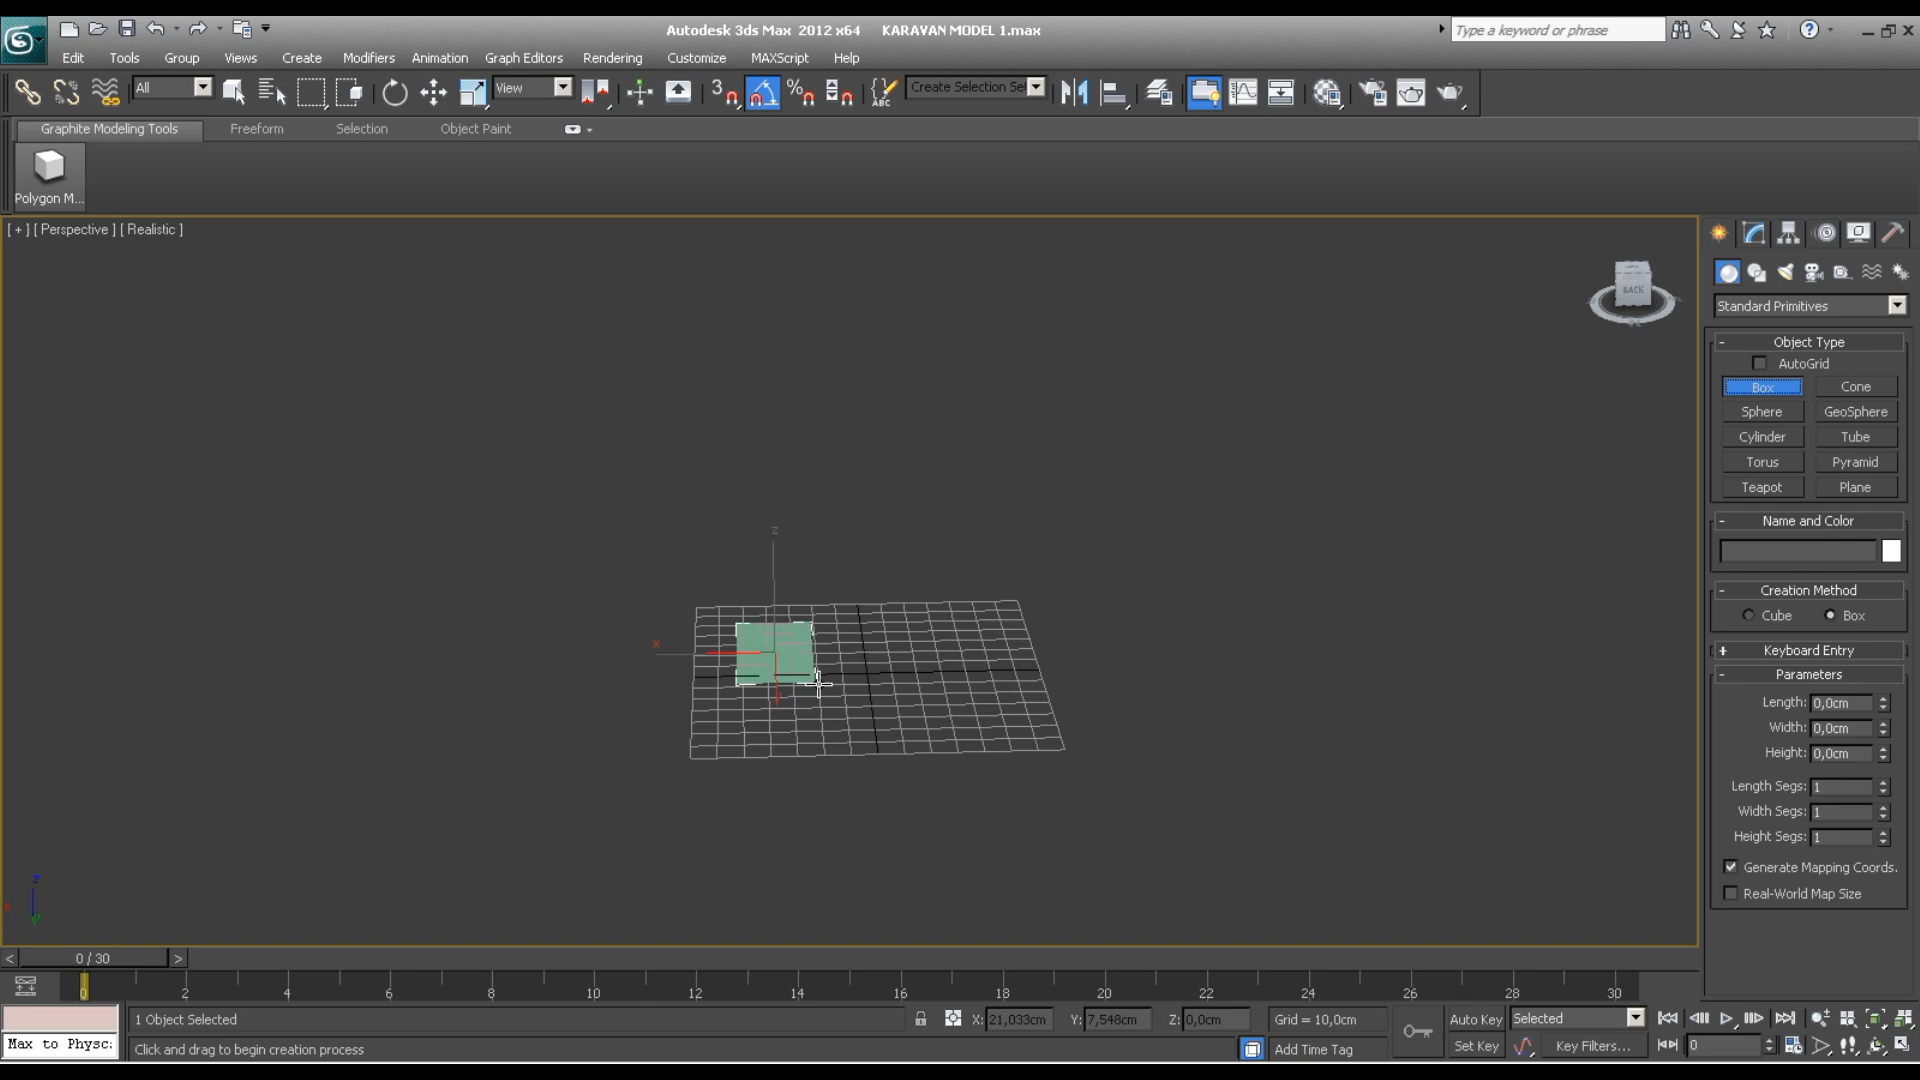 Autodesk 3ds Max 2012 x64 KARAVAN MODEL 1.max
Type a keyword or phrase
Edit Tools Group Views Create Modifiers Animation Graph Editors Rendering Customize MAXScript Help
All
View
3
ABC
Create Selection Sel
Graphite Modeling Tools Freeform Selection Object Paint
Polygon M...
[ + ] [ Perspective ] [ Realistic ]
BACK
Standard Primitives
- Object Type
AutoGrid
Box Cone
Sphere GeoSphere
Cylinder Tube
Torus Pyramid
Teapot Plane
- Name and Color
- Creation Method
Cube Box
+ Keyboard Entry
- Parameters
Length: 0,0cm
Width: 0,0cm
Height: 0,0cm
Length Segs: 1
Width Segs: 1
Height Segs: 1
Generate Mapping Coords.
Real-World Map Size
z
x
z
x
y
< 0 / 30 >
0 2 4 6 8 10 12 14 16 18 20 22 24 26 28 30
1 Object Selected X: 21,033cm Y: 7,548cm Z: 0,0cm Grid = 10,0cm Auto Key Selected
Max to Physc: Click and drag to begin creation process Add Time Tag Set Key Key Filters... 0